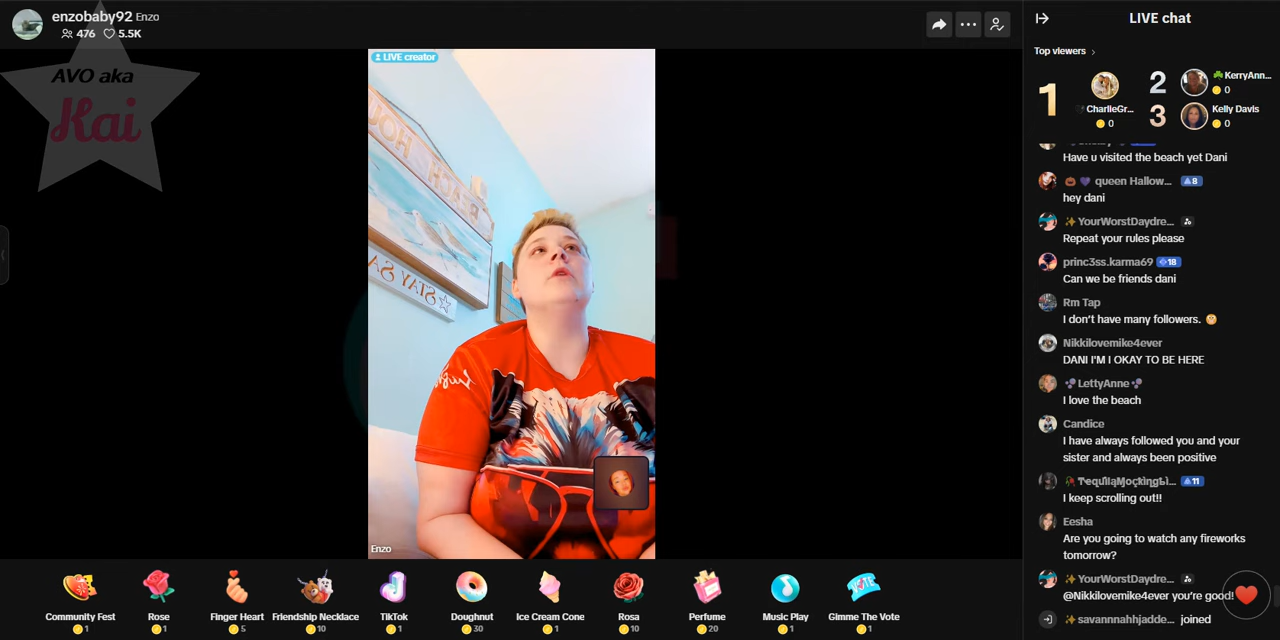 enzobaby92 Enzo
476 5.5K
AVO aka
Kai
LIVE creator
HOU
BEACH
STAY SA
Enzo
Community Fest
1
Rose
1
Finger Heart
5
Friendship Necklace
10
TikTok
1
Doughnut
30
Ice Cream Cone
1
Rosa
10
Perfume
20
Music Play
1
Gimme The Vote
1
LIVE chat
Top viewers
1
CharlieGr...
0
2
KerryAnn...
0
3
Kelly Davis
0
Have u visited the beach yet Dani
queen Hallow... 8
hey dani
YourWorstDaydre...
Repeat your rules please
princ3ss.karma69 18
Can we be friends dani
Rm Tap
I don't have many followers.
Nikkilovemike4ever
DANI I'M I OKAY TO BE HERE
LettyAnne
I love the beach
Candice
I have always followed you and your
sister and always been positive
11
I keep scrolling out!!
Eesha
Are you going to watch any fireworks
tomorrow?
YourWorstDaydre...
@Nikkilovemike4ever you're good!
savannnahhjadde... joined